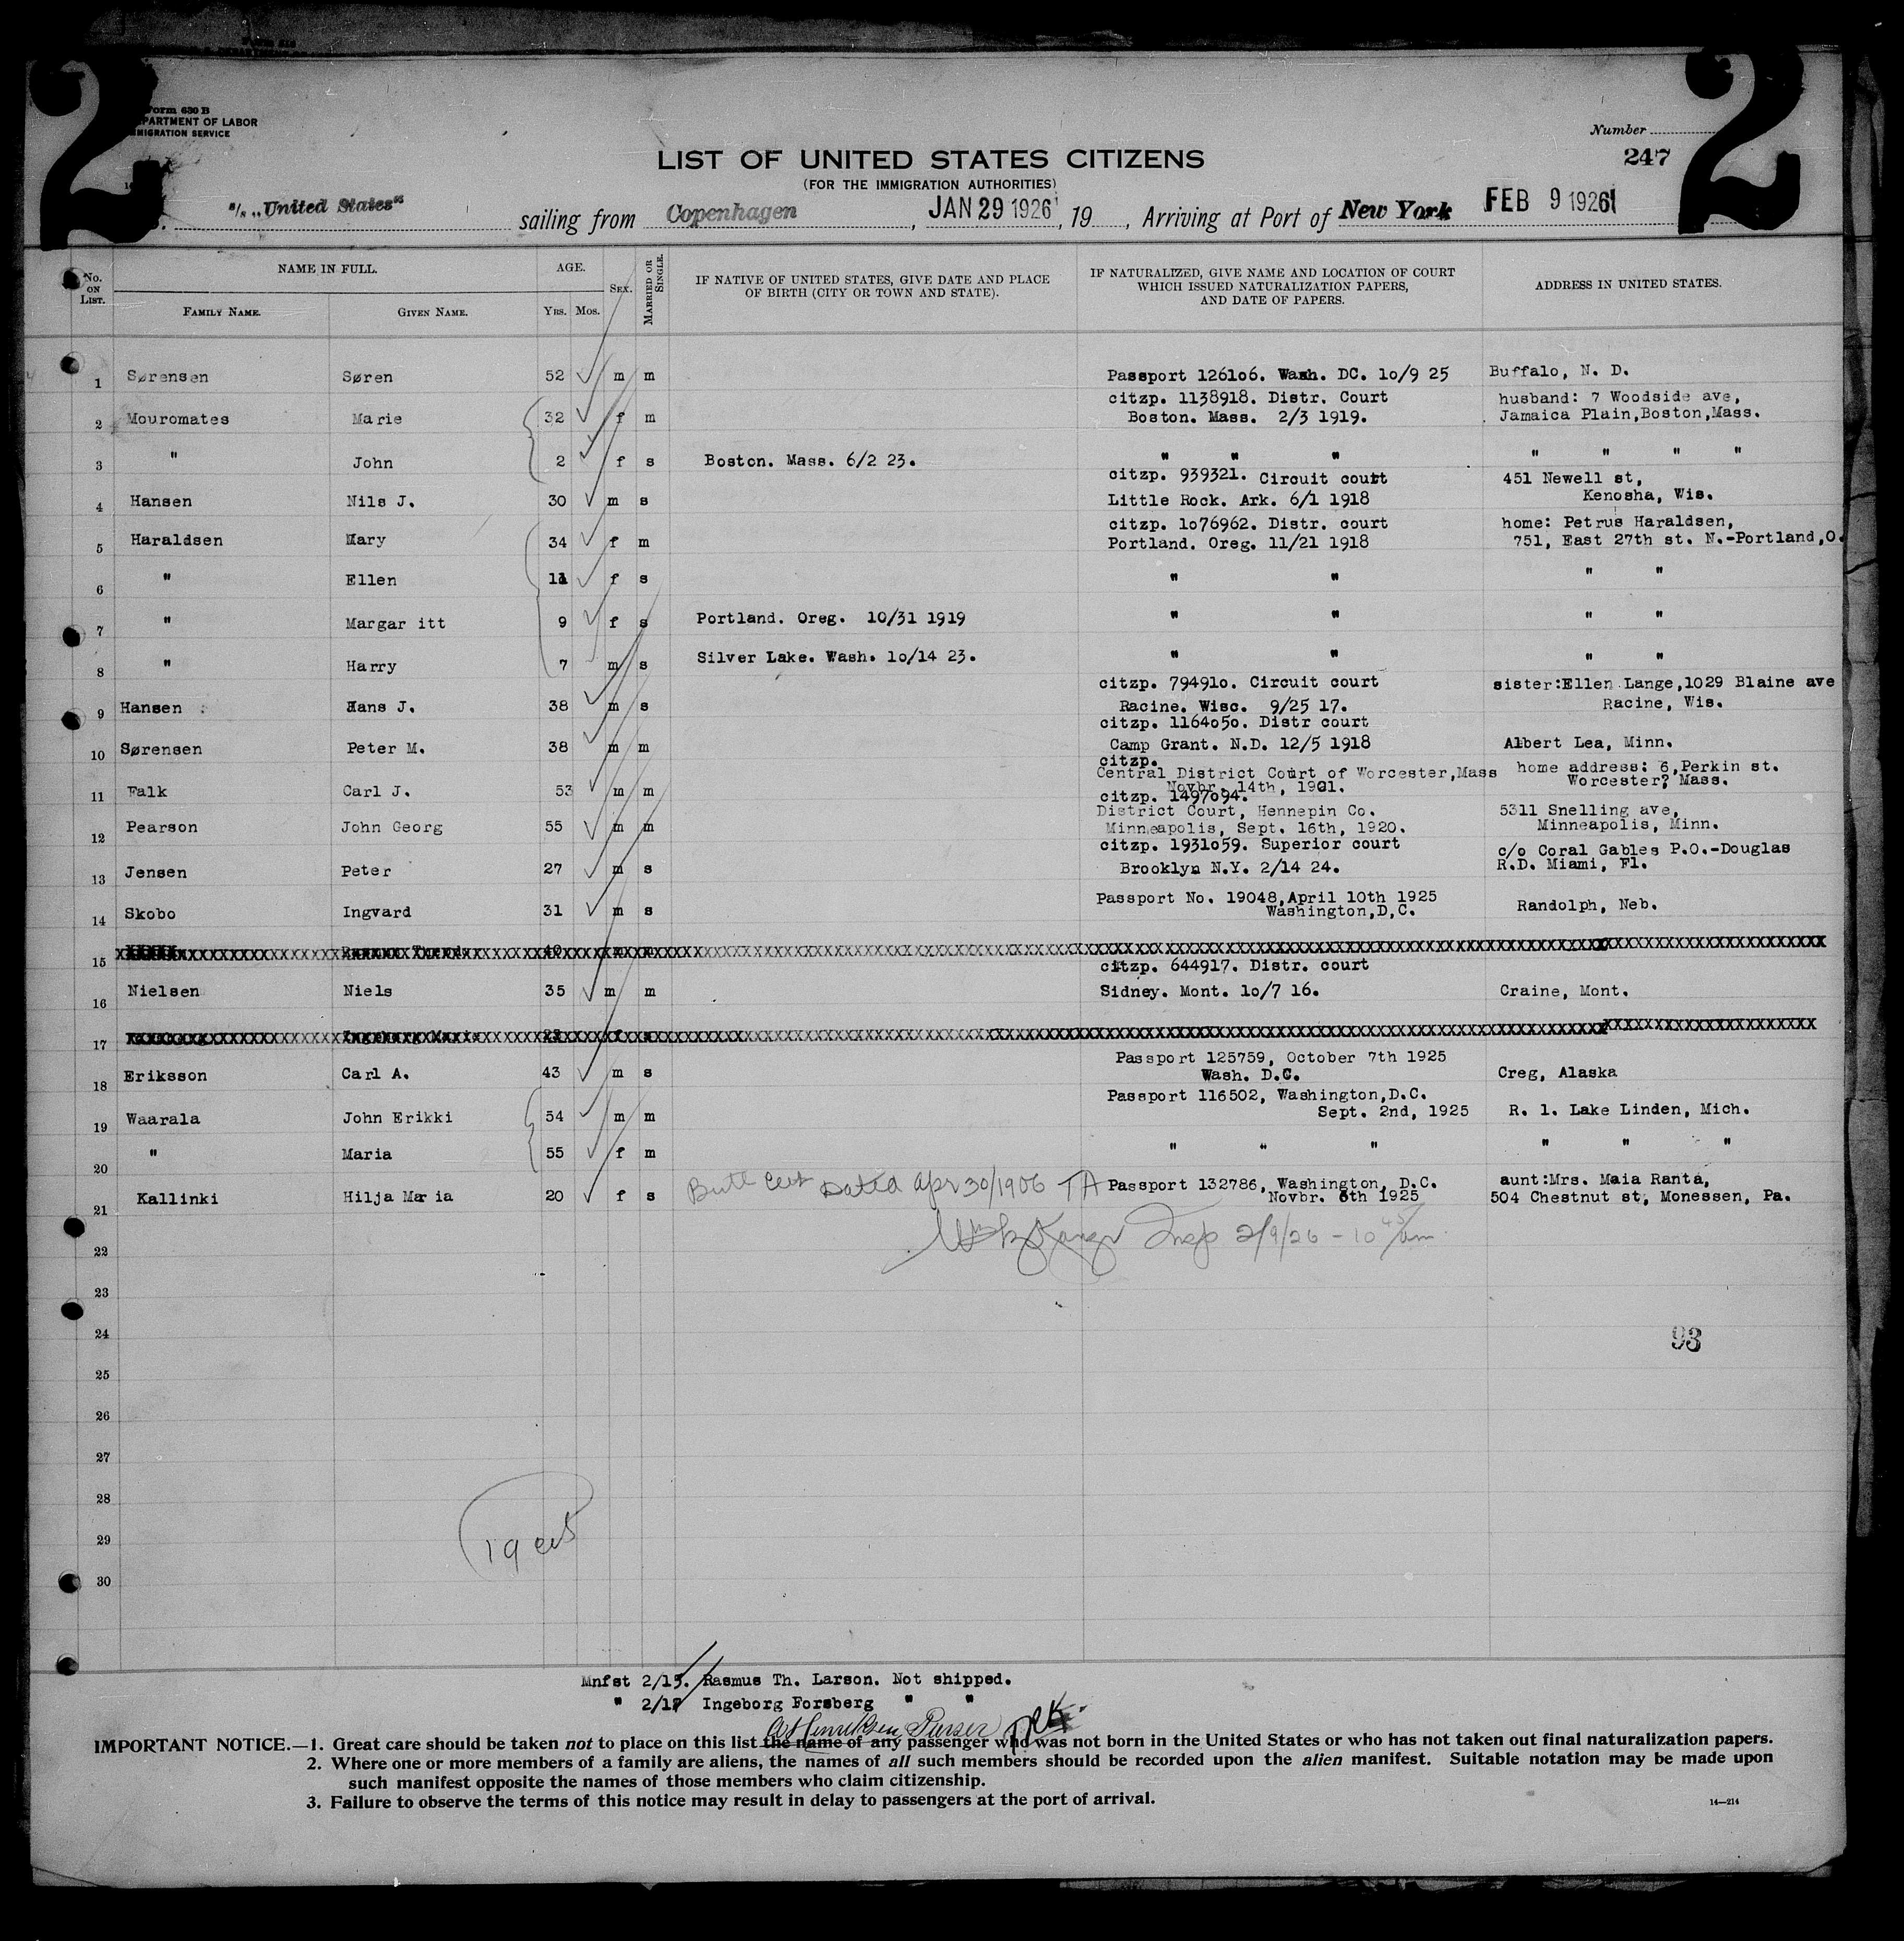 2 2
Form 630 B
DEPARTMENT OF LABOR
IMMIGRATION SERVICE
Number
247
LIST OF UNITED STATES CITIZENS
(FOR THE IMMIGRATION AUTHORITIES)
s/s „United States" sailing from Copenhagen, JAN 29 1926, 19 , Arriving at Port of New York FEB 9 1926
No. ON LIST. NAME IN FULL. AGE. SEX. MARRIED OR SINGLE. IF NATIVE OF UNITED STATES, GIVE DATE AND PLACE OF BIRTH (CITY OR TOWN AND STATE). IF NATURALIZED, GIVE NAME AND LOCATION OF COURT WHICH ISSUED NATURALIZATION PAPERS, AND DATE OF PAPERS. ADDRESS IN UNITED STATES.
FAMILY NAME. GIVEN NAME. YRS. MOS.
1 Sørensen Søren 52 m m Passport 126106. Wash. DC. 10/9 25 Buffalo, N. D.
citzp. 1138918. Distr. Court husband: 7 Woodside ave,
2 Mouromates Marie 32 f m Boston. Mass. 2/3 1919. Jamaica Plain,Boston,Mass.
3 " John 2 f s Boston. Mass. 6/2 23. " " " " " " "
citzp. 939321. Circuit court 451 Newell st,
4 Hansen Nils J. 30 m s Little Rock. Ark. 6/1 1918 Kenosha, Wis.
citzp. 1076962. Distr. court home: Petrus Haraldsen,
5 Haraldsen Mary 34 f m Portland. Oreg. 11/21 1918 751, East 27th st. N.-Portland,O.
6 " Ellen 11 f s " " " "
7 " Margar itt 9 f s Portland. Oreg. 10/31 1919 " " " "
8 " Harry 7 m s Silver Lake. Wash. 10/14 23. " " " "
citzp. 794910. Circuit court sister:Ellen Lange,1029 Blaine ave
9 Hansen Hans J. 38 m s Racine. Wisc. 9/25 17. Racine, Wis.
citzp. 1164050. Distr court
10 Sørensen Peter M. 38 m m Camp Grant. N.D. 12/5 1918 Albert Lea, Minn.
citzp.
Central District Court of Worcester,Mass home address: 6,Perkin st.
11 Falk Carl J. 53 m m Novbr. 14th, 1901. Worcester, Mass.
citzp. 1497094.
District Court, Hennepin Co. 5311 Snelling ave,
12 Pearson John Georg 55 m m Minneapolis, Sept. 16th, 1920. Minneapolis, Minn.
citzp. 1931059. Superior court c/o Coral Gables P.O.-Douglas
13 Jensen Peter 27 m s Brooklyn N.Y. 2/14 24. R.D. Miami, Fl.
14 Skobo Ingvard 31 m s Passport No. 19048,April 10th 1925 Randolph, Neb.
Washington,D,C.
15
citzp. 644917. Distr. court
16 Nielsen Niels 35 m m Sidney. Mont. 10/7 16. Craine, Mont.
17 Ingeborg Maria
Passport 125759, October 7th 1925
18 Eriksson Carl A. 43 m s Wash. D.C. Creg, Alaska
Passport 116502, Washington,D.C.
19 Waarala John Erikki 54 m m Sept. 2nd, 1925 R. 1. Lake Linden, Mich.
20 " Maria 55 f m " " " " " "
Dated Apr 30/1906 Passport 132786, Washington, D.C. aunt:Mrs. Maia Ranta,
21 Kallinki Hilja Maria 20 f s Novbr. 6th 1925 504 Chestnut st, Monessen, Pa.
Insp 2/9/26 - 10 45/am
22
23
24
93
25
26
27
28
29
19
30
Mnfst 2/15. Rasmus Th. Larson. Not shipped.
" 2/17 Ingeborg Forsberg " "
Henriksen Purser
IMPORTANT NOTICE.—1. Great care should be taken not to place on this list the name of any passenger who was not born in the United States or who has not taken out final naturalization papers.
2. Where one or more members of a family are aliens, the names of all such members should be recorded upon the alien manifest. Suitable notation may be made upon
such manifest opposite the names of those members who claim citizenship.
3. Failure to observe the terms of this notice may result in delay to passengers at the port of arrival.
14—214